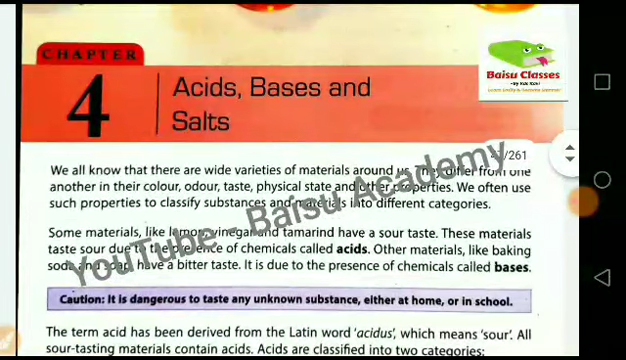 CHAPTER
4
Acids, Bases and
Salts
Baisu Classes
/261
We all know that there are wide varieties of materials around us. They differ from one
another in their colour, odour, taste, physical state and other properties. We often use
such properties to classify substances and materials into different categories.
YouTube - Baisu Academy
Some materials, like lemon, vinegar and tamarind have a sour taste. These materials
taste sour due to the presence of chemicals called acids. Other materials, like baking
soda and soap, have a bitter taste. It is due to the presence of chemicals called bases.
Caution: It is dangerous to taste any unknown substance, either at home, or in school.
The term acid has been derived from the Latin word 'acidus', which means 'sour'. All
sour-tasting materials contain acids. Acids are classified into two categories: